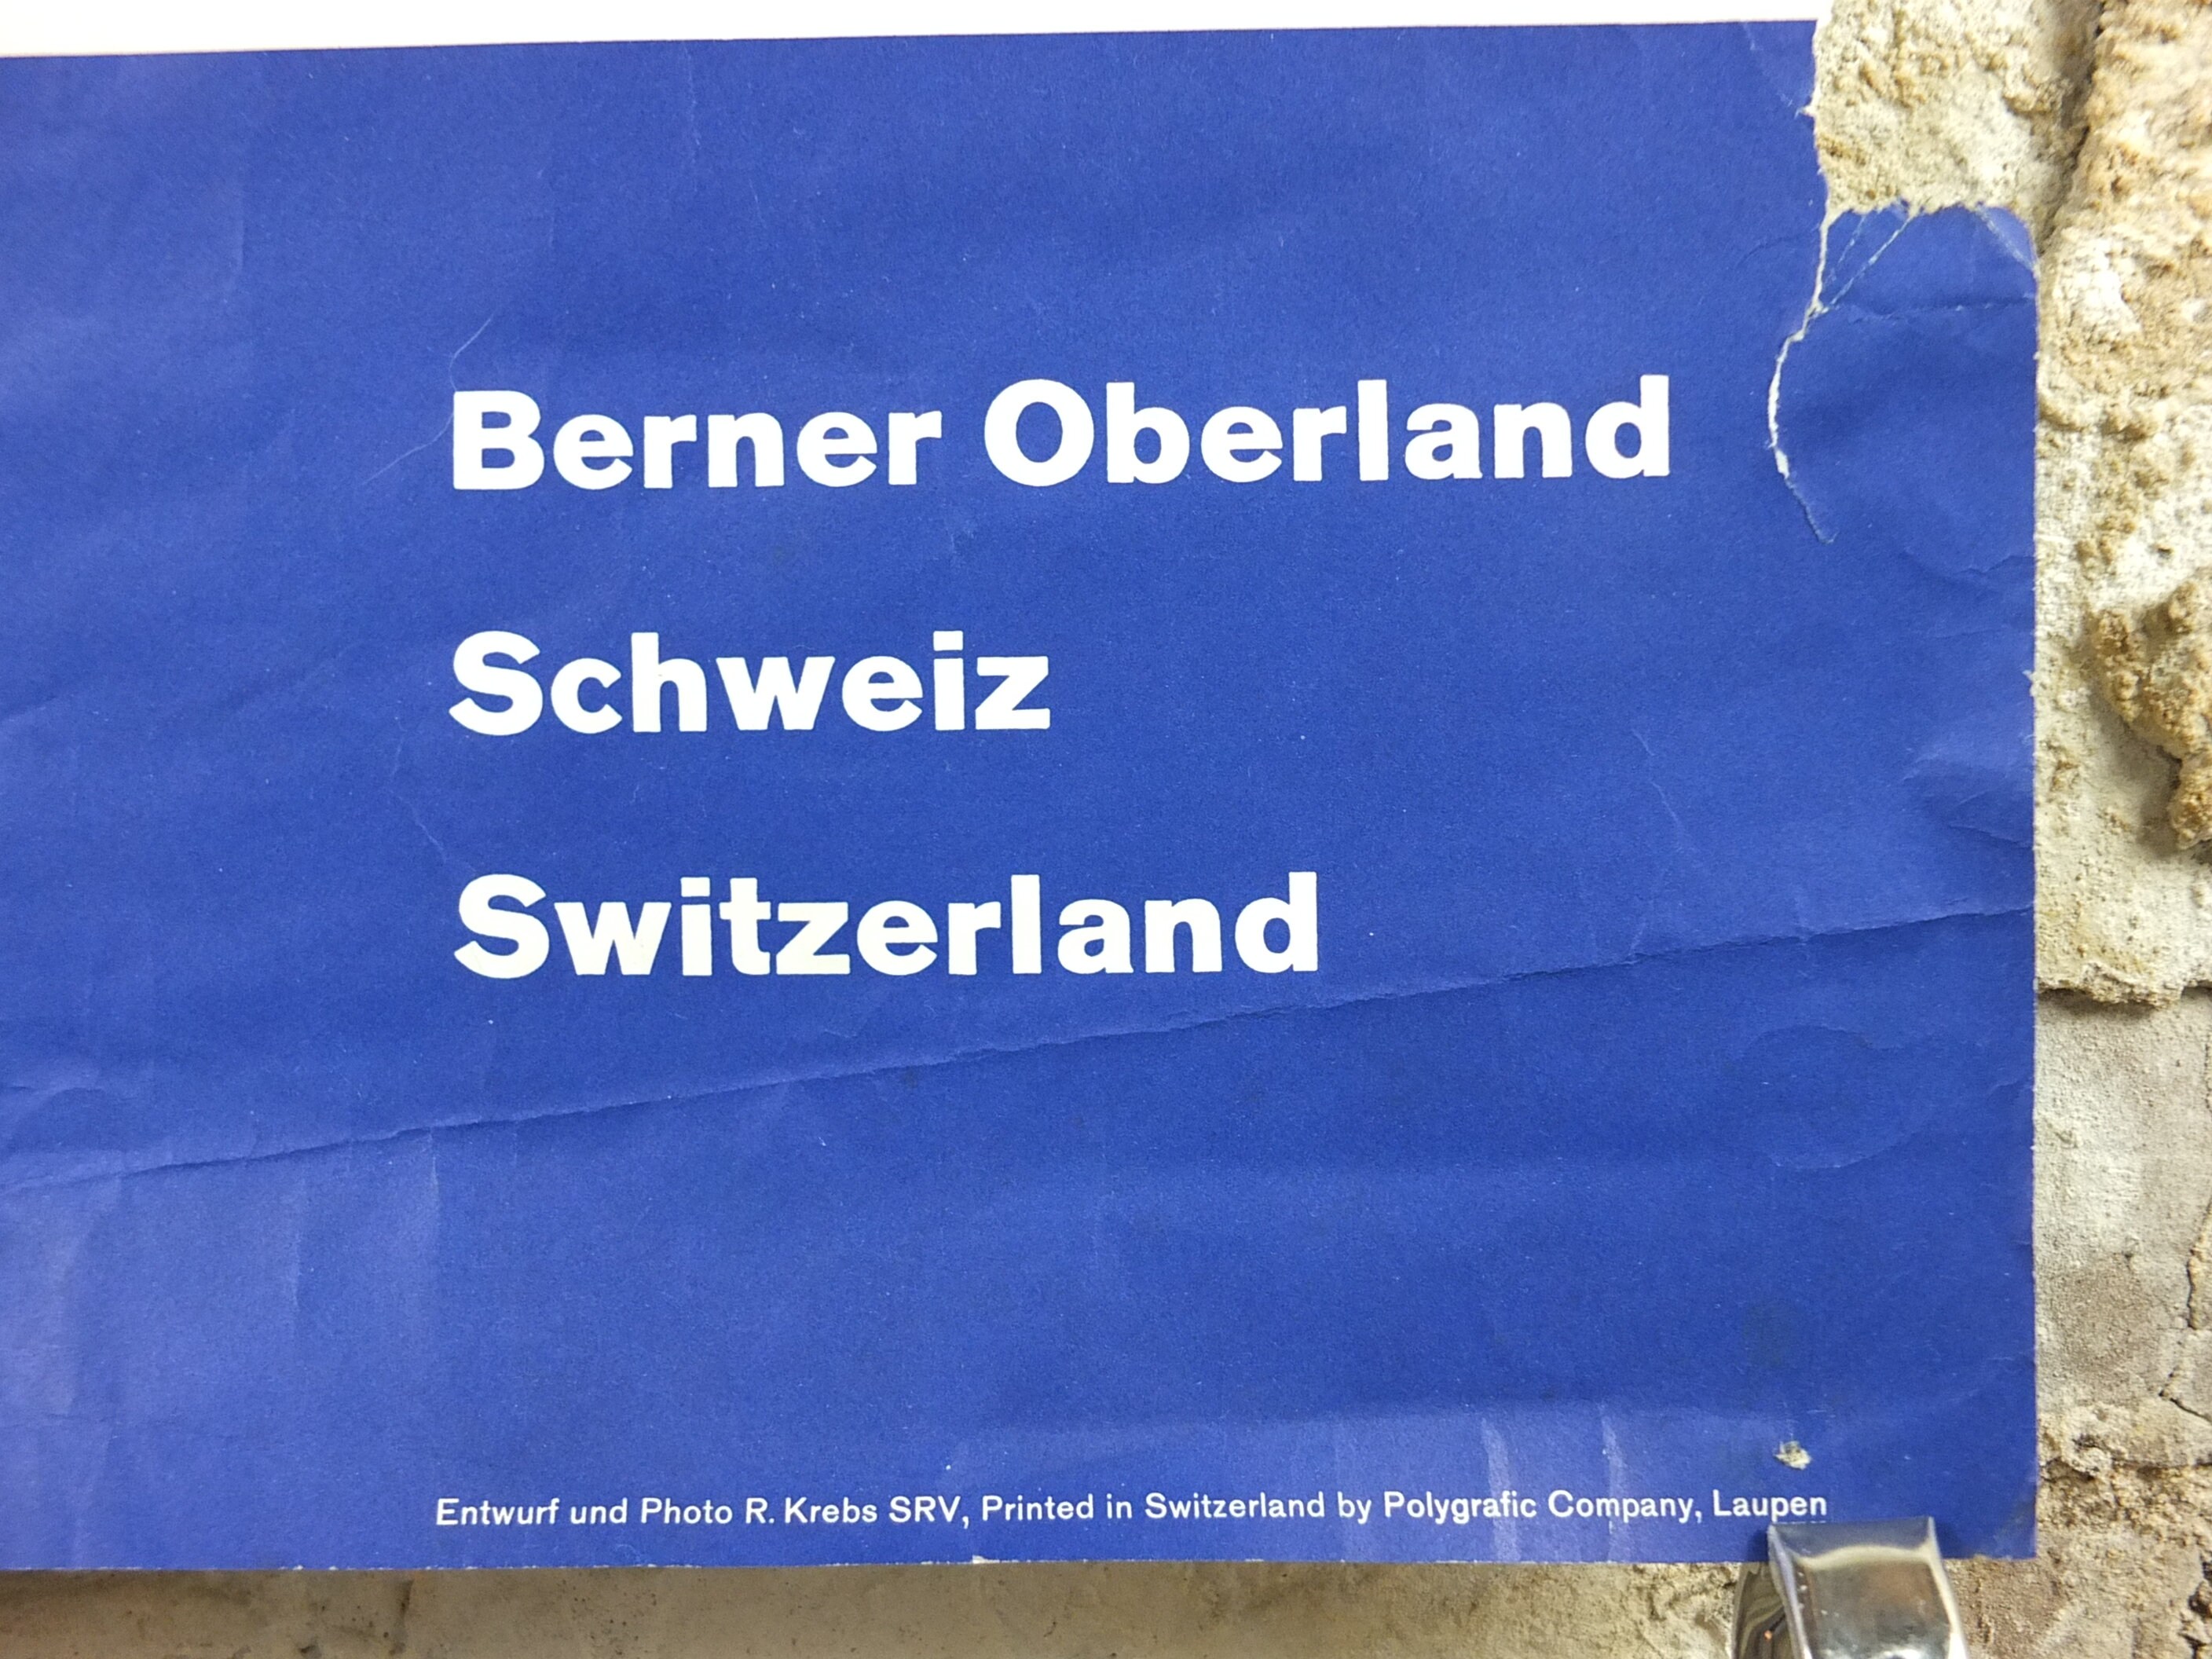 Berner Oberland
Schweiz
Switzerland
Entwurf und Photo R. Krebs SRV, Printed in Switzerland by Polygrafic Company, Laupen